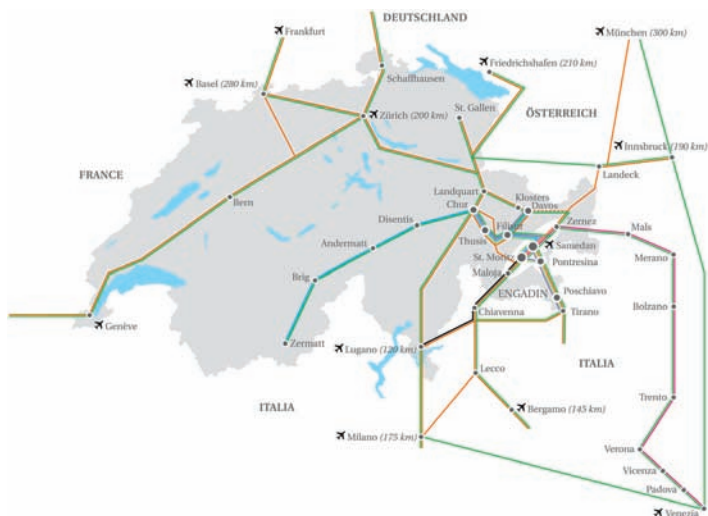 DEUTSCHLAND
Frankfurt
München (300 km)
Basel (280 km)
Schaffhausen
Friedrichshafen (210 km)
Zürich (200 km)
St. Gallen
ÖSTERREICH
Innsbruck (190 km)
Landeck
FRANCE
Bern
Landquart
Klosters
Chur
Davos
Disentis
Filisur
Zernez
Mals
Andermatt
Thusis
Samedan
St. Moritz
Pontresina
Merano
Brig
Maloja
ENGADIN
Poschiavo
Bolzano
Genève
Chiavenna
Tirano
Zermatt
Lugano (120 km)
ITALIA
Lecco
ITALIA
Bergamo (145 km)
Trento
Milano (175 km)
Verona
Vicenza
Padova
Venezia